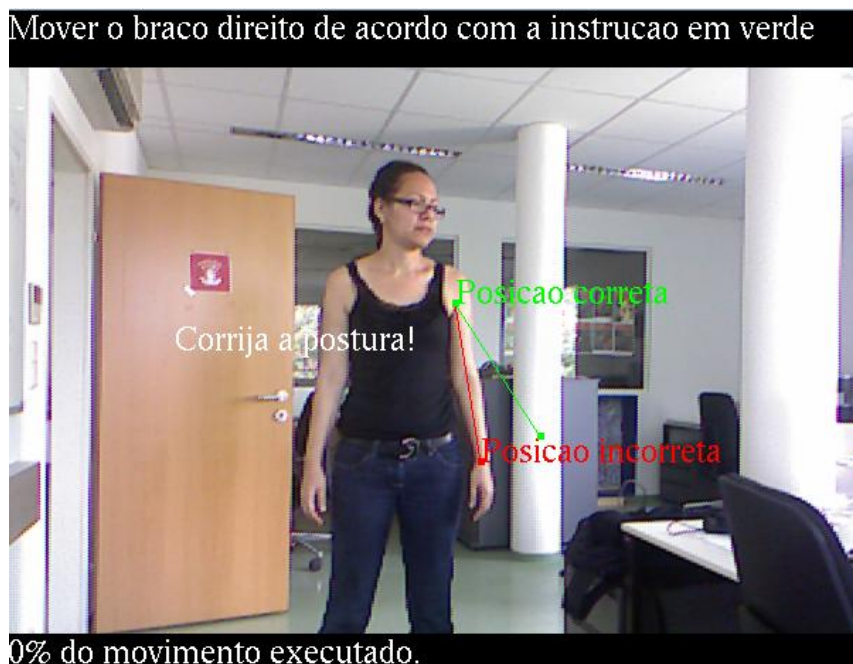 Mover o braco direito de acordo com a instrucao em verde
Posicao correta
Corrija a postura!
Posicao incorreta
0% do movimento executado.